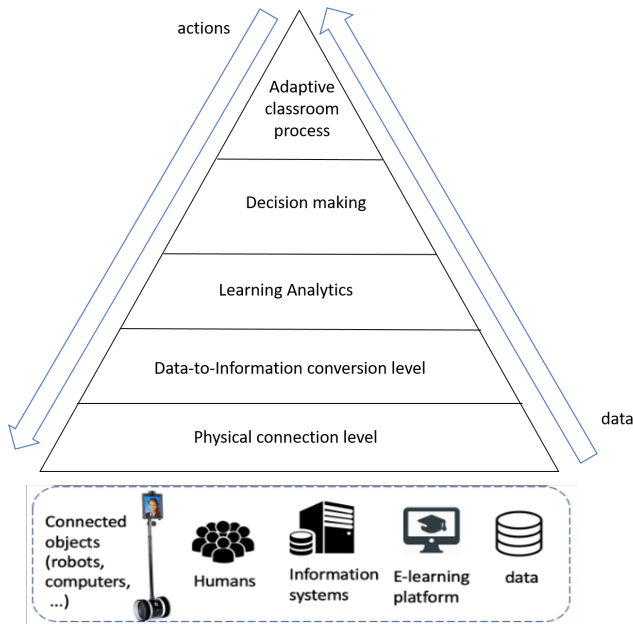 actions
Adaptive
classroom
process
Decision making
Learning Analytics
Data-to-Information conversion level
data
Physical connection level
Connected
objects
(robots,
computers,
...)
Humans
Information
systems
E-learning
platform
data